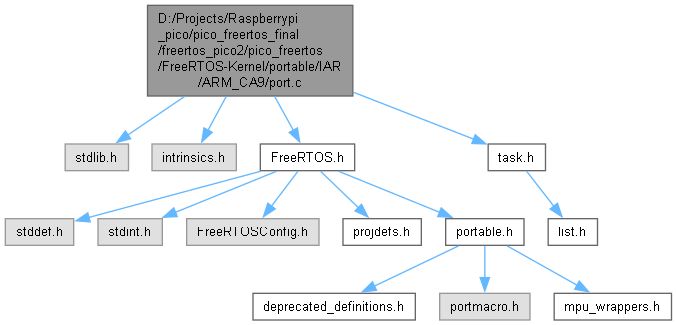 D:/Projects/Raspberrypi
_pico/pico_freertos_final
/freertos_pico2/pico_freertos
/FreeRTOS-Kernel/portable/IAR
/ARM_CA9/port.c
stdlib.h
intrinsics.h
FreeRTOS.h
task.h
stddef.h
stdint.h
FreeRTOSConfig.h
projdefs.h
portable.h
list.h
deprecated_definitions.h
portmacro.h
mpu_wrappers.h